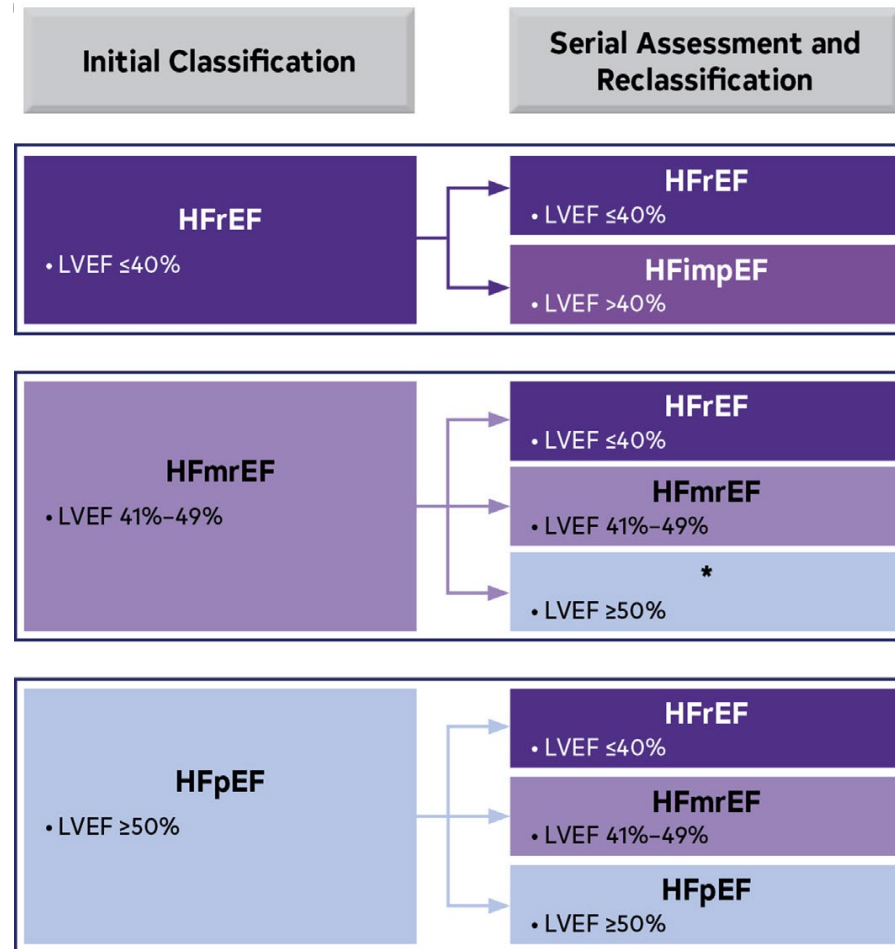 Initial Classification
Serial Assessment and
Reclassification
HFrEF
• LVEF ≤40%
HFrEF
• LVEF ≤40%
HFimpEF
• LVEF >40%
HFmrEF
• LVEF 41%–49%
HFrEF
• LVEF ≤40%
HFmrEF
• LVEF 41%–49%
*
• LVEF ≥50%
HFpEF
• LVEF ≥50%
HFrEF
• LVEF ≤40%
HFmrEF
• LVEF 41%–49%
HFpEF
• LVEF ≥50%